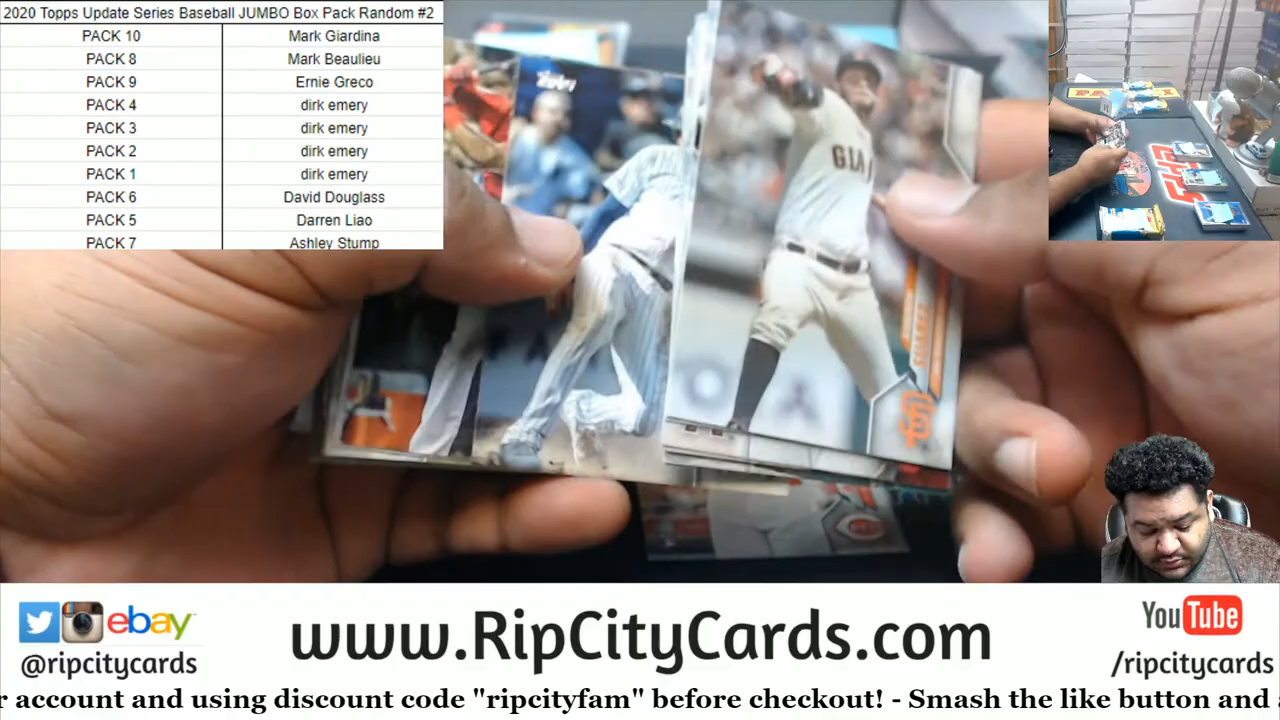 2020 Topps Update Series Baseball JUMBO Box Pack Random #2
PACK 10 Mark Giardina
PACK 8 Mark Beaulieu
PACK 9 Ernie Greco
PACK 4 dirk emery
PACK 3 dirk emery
PACK 2 dirk emery
PACK 1 dirk emery
PACK 6 David Douglass
PACK 5 Darren Liao
PACK 7 Ashley Stump
Topps
GIA
ebay
@ripcitycards
www.RipCityCards.com
YouTube
/ripcitycards
r account and using discount code "ripcityfam" before checkout! - Smash the like button and